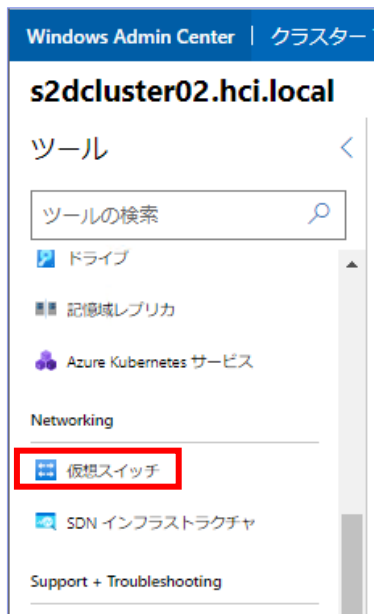 Windows Admin Center | クラスター
s2dcluster02.hci.local
ツール
ツールの検索
ドライブ
記憶域レプリカ
Azure Kubernetes サービス
Networking
仮想スイッチ
SDN インフラストラクチャ
Support + Troubleshooting